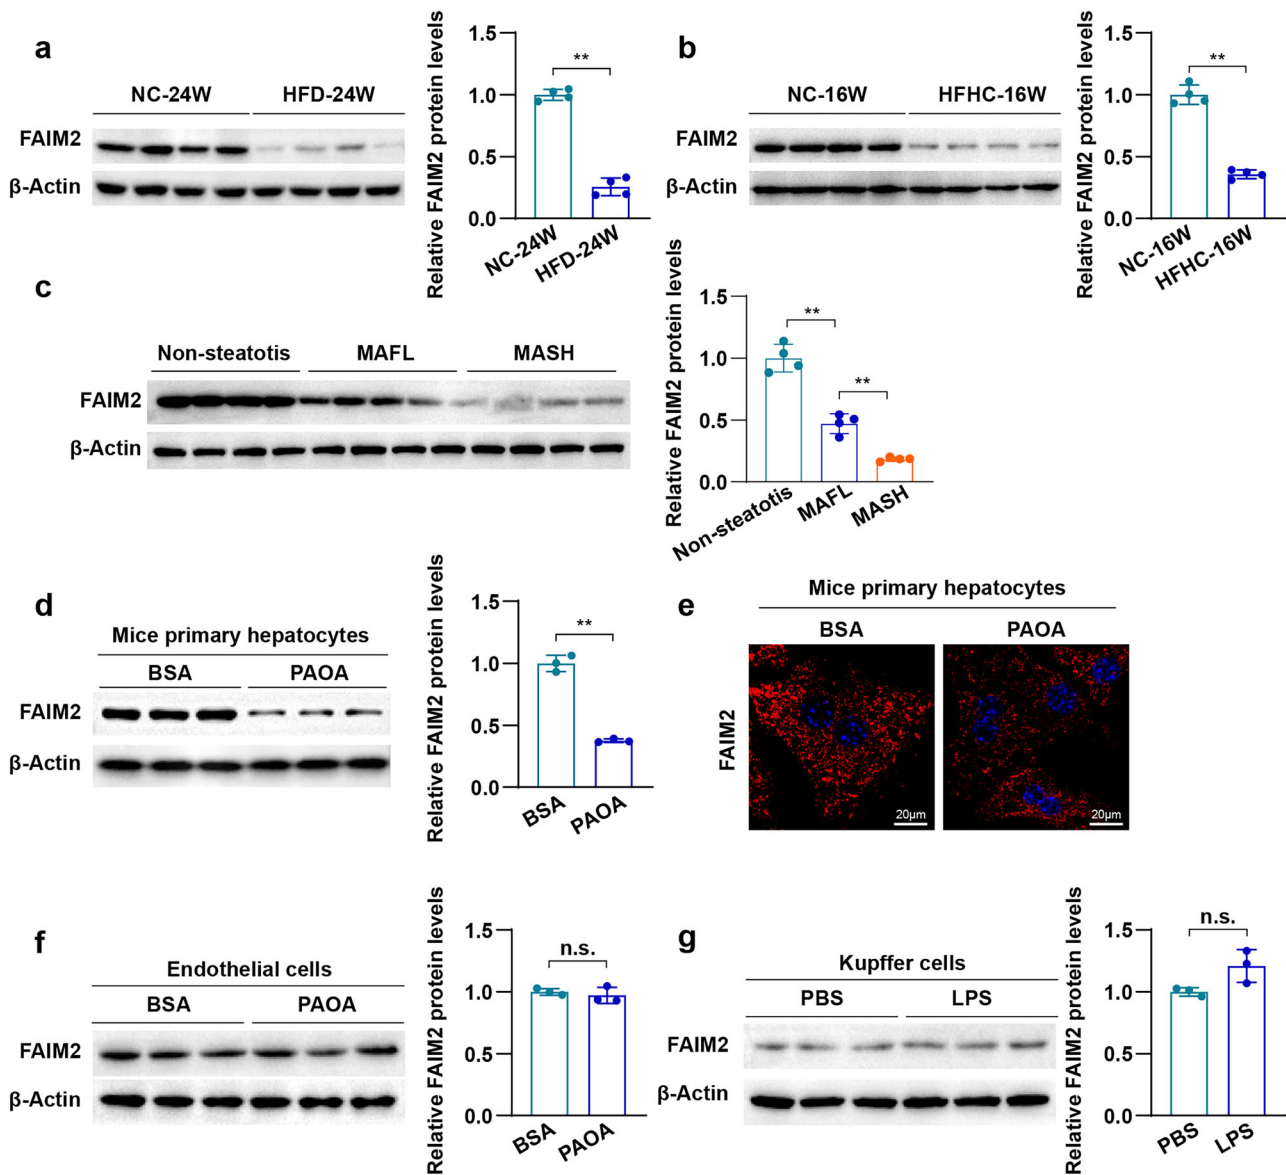 a
NC-24W HFD-24W
FAIM2
β-Actin
Relative FAIM2 protein levels
1.5
1.0
0.5
0.0
**
NC-24W
HFD-24W
b
NC-16W HFHC-16W
FAIM2
β-Actin
Relative FAIM2 protein levels
1.5
1.0
0.5
0.0
**
NC-16W
HFHC-16W
c
Non-steatotis MAFL MASH
FAIM2
β-Actin
Relative FAIM2 protein levels
1.5
1.0
0.5
0.0
**
**
Non-steatotis
MAFL
MASH
d
Mice primary hepatocytes
BSA PAOA
FAIM2
β-Actin
Relative FAIM2 protein levels
1.5
1.0
0.5
0.0
**
BSA
PAOA
e
Mice primary hepatocytes
BSA PAOA
FAIM2
20μm
20μm
f
Endothelial cells
BSA PAOA
FAIM2
β-Actin
Relative FAIM2 protein levels
1.5
1.0
0.5
0.0
n.s.
BSA
PAOA
g
Kupffer cells
PBS LPS
FAIM2
β-Actin
Relative FAIM2 protein levels
1.5
1.0
0.5
0.0
n.s.
PBS
LPS